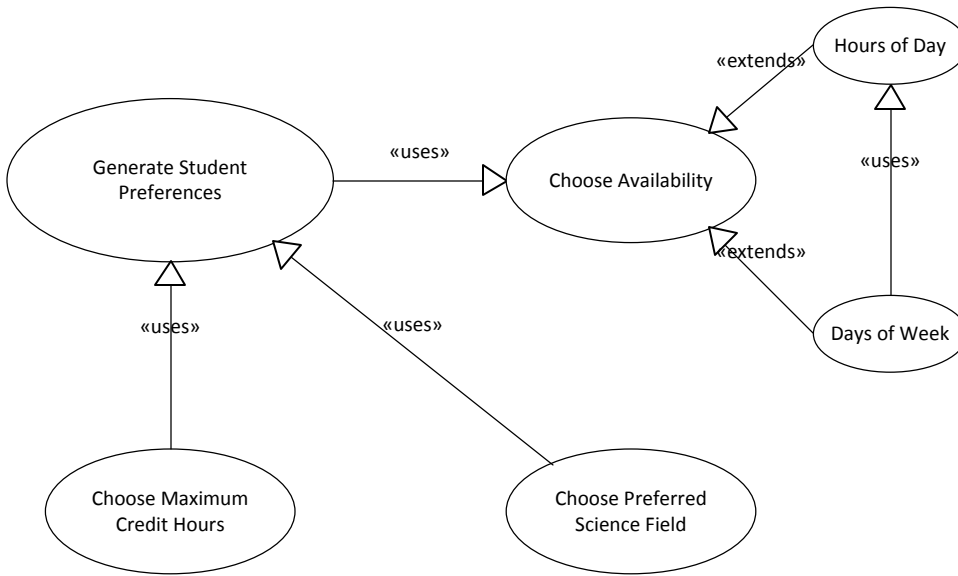 Hours of Day
«extends»
Generate Student
Preferences
«uses»
Choose Availability
«uses»
«extends»
Days of Week
«uses»
«uses»
Choose Maximum
Credit Hours
Choose Preferred
Science Field